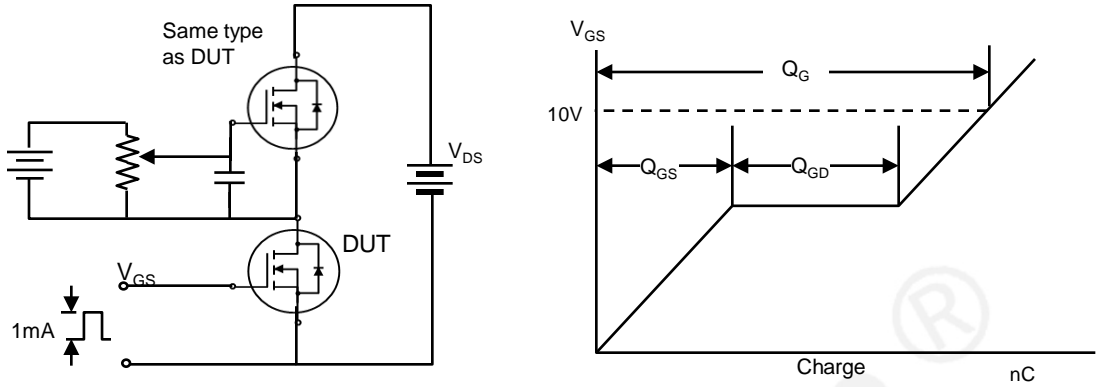 Same type
as DUT
V_DS
DUT
V_GS
1mA
V_GS
Q_G
10V
Q_GS
Q_GD
Charge
nC
®